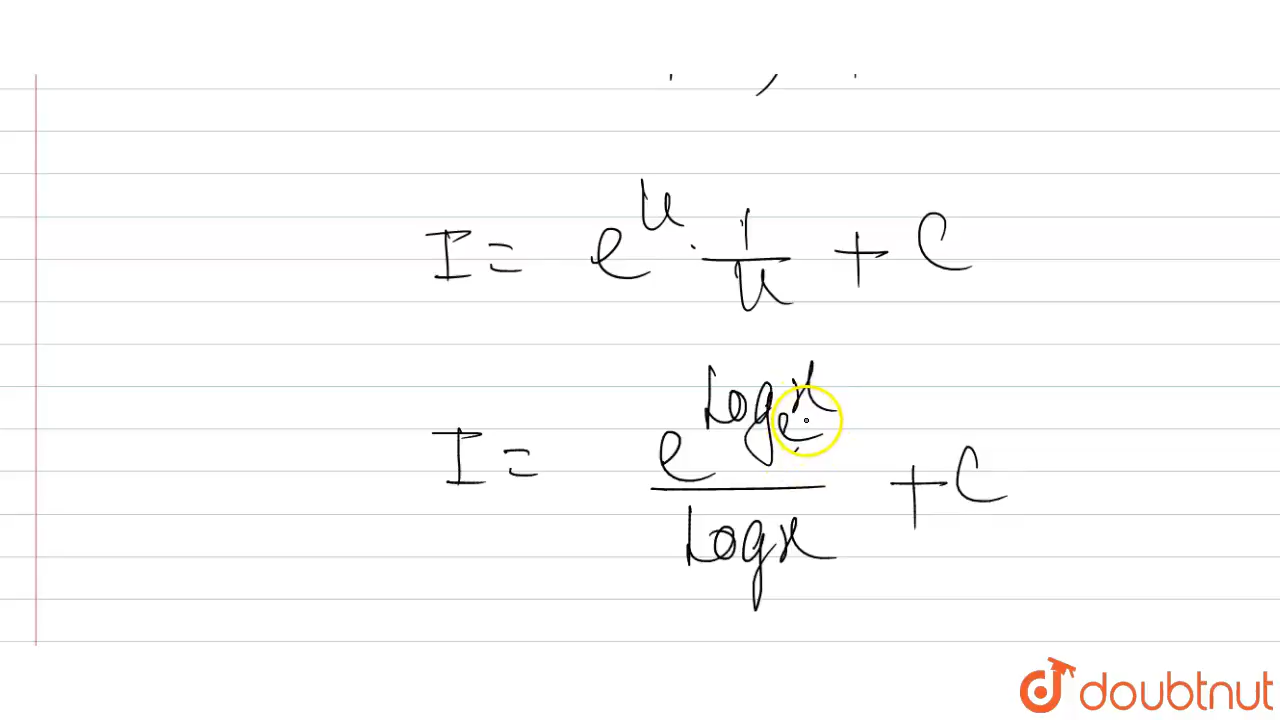 I = e^u . 1/u + C
I = e^(Log_e x) / Log x + C
doubtnut